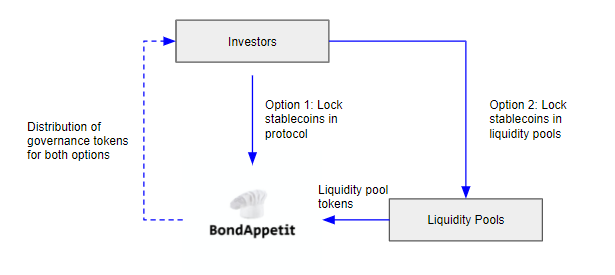 Investors
Option 1: Lock
stablecoins in
protocol
Option 2: Lock
stablecoins in
liquidity pools
Distribution of
governance tokens
for both options
Liquidity pool
tokens
BondAppetit
Liquidity Pools